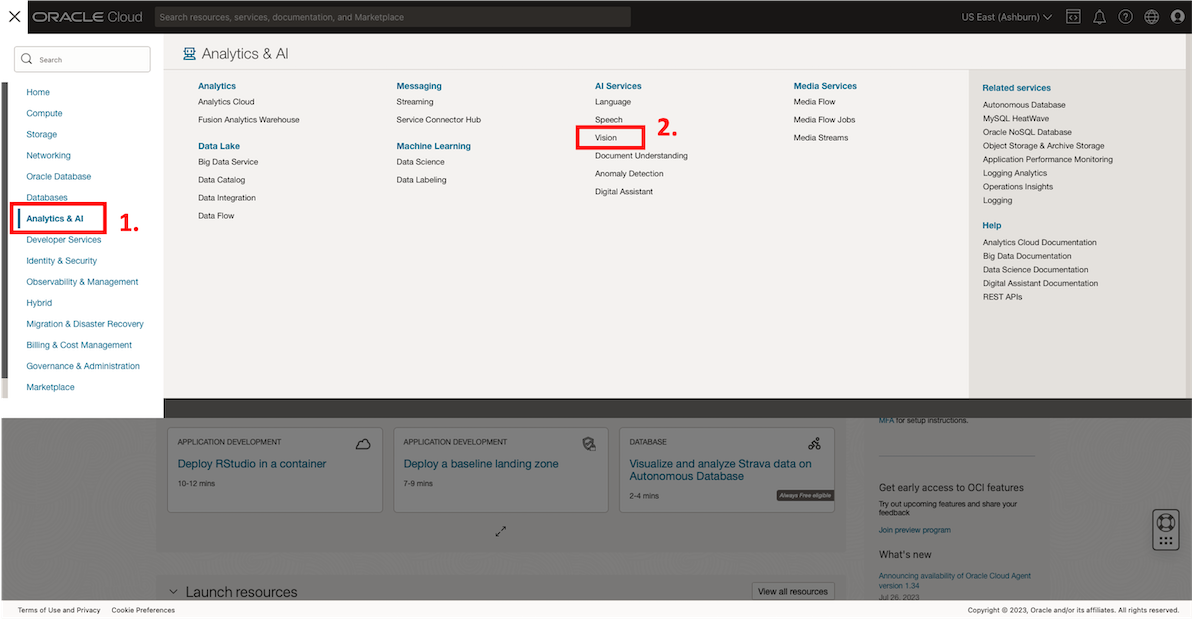 ORACLE Cloud
Search resources, services, documentation, and Marketplace
US East (Ashburn)
Search
Home
Compute
Storage
Networking
Oracle Database
Databases
Analytics & AI
1.
Developer Services
Identity & Security
Observability & Management
Hybrid
Migration & Disaster Recovery
Billing & Cost Management
Governance & Administration
Marketplace
Analytics & AI
Analytics
Analytics Cloud
Fusion Analytics Warehouse
Data Lake
Big Data Service
Data Catalog
Data Integration
Data Flow
Messaging
Streaming
Service Connector Hub
Machine Learning
Data Science
Data Labeling
AI Services
Language
Speech
Vision
2.
Document Understanding
Anomaly Detection
Digital Assistant
Media Services
Media Flow
Media Flow Jobs
Media Streams
Related services
Autonomous Database
MySQL HeatWave
Oracle NoSQL Database
Object Storage & Archive Storage
Application Performance Monitoring
Logging Analytics
Operations Insights
Logging
Help
Analytics Cloud Documentation
Big Data Documentation
Data Science Documentation
Digital Assistant Documentation
REST APIs
APPLICATION DEVELOPMENT
Deploy RStudio in a container
10-12 mins
APPLICATION DEVELOPMENT
Deploy a baseline landing zone
7-9 mins
DATABASE
Visualize and analyze Strava data on
Autonomous Database
2-4 mins
Always Free eligible
MFA for setup instructions.
Get early access to OCI features
Try out upcoming features and share your
feedback
Join preview program
What's new
Announcing availability of Oracle Cloud Agent
version 1.34
Jul 26, 2023
Launch resources
View all resources
Terms of Use and Privacy
Cookie Preferences
Copyright © 2023, Oracle and/or its affiliates. All rights reserved.